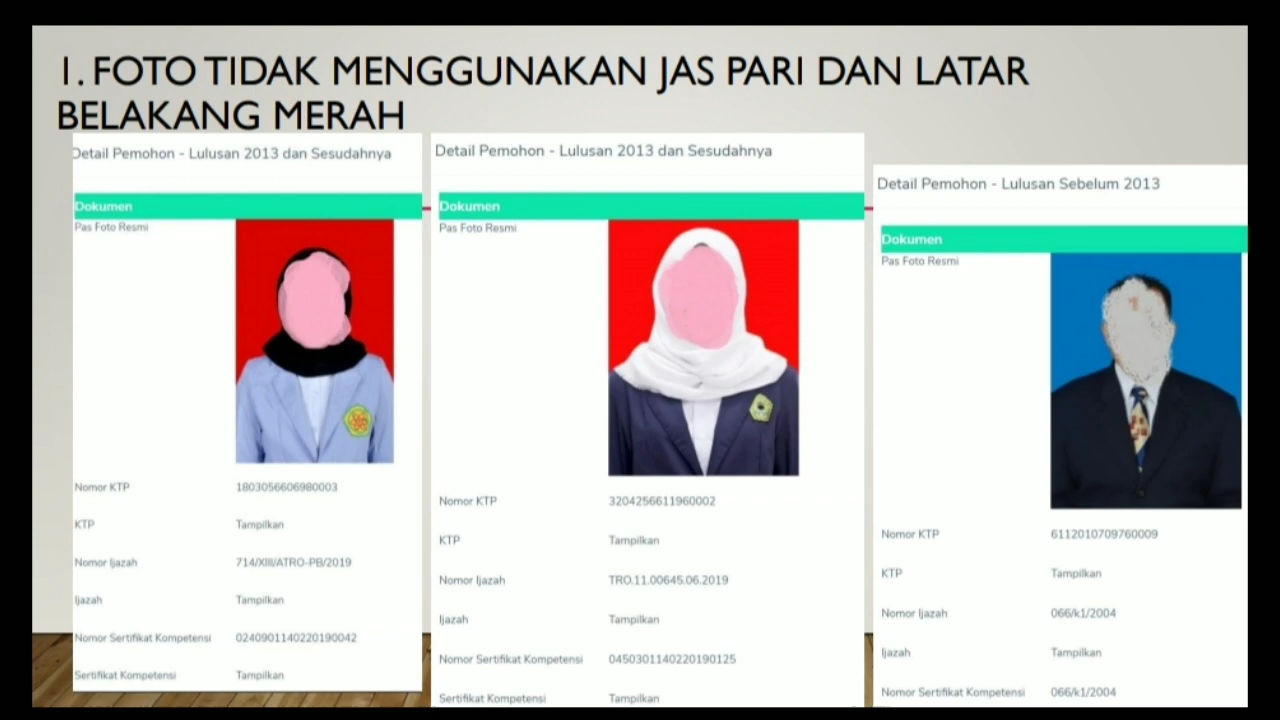 1. FOTO TIDAK MENGGUNAKAN JAS PARI DAN LATAR
BELAKANG MERAH
Detail Pemohon - Lulusan 2013 dan Sesudahnya
Dokumen
Pas Foto Resmi
Nomor KTP 1803056606980003
KTP Tampilkan
Nomor Ijazah 714/XIII/ATRO-PB/2019
Ijazah Tampilkan
Nomor Sertifikat Kompetensi 0240901140220190042
Sertifikat Kompetensi Tampilkan
Detail Pemohon - Lulusan 2013 dan Sesudahnya
Dokumen
Pas Foto Resmi
Nomor KTP 3204256611960002
KTP Tampilkan
Nomor Ijazah TRO.11.00645.06.2019
Ijazah Tampilkan
Nomor Sertifikat Kompetensi 0450301140220190125
Sertifikat Kompetensi Tampilkan
Detail Pemohon - Lulusan Sebelum 2013
Dokumen
Pas Foto Resmi
Nomor KTP 6112010709760009
KTP Tampilkan
Nomor Ijazah 066/k1/2004
Ijazah Tampilkan
Nomor Sertifikat Kompetensi 066/k1/2004